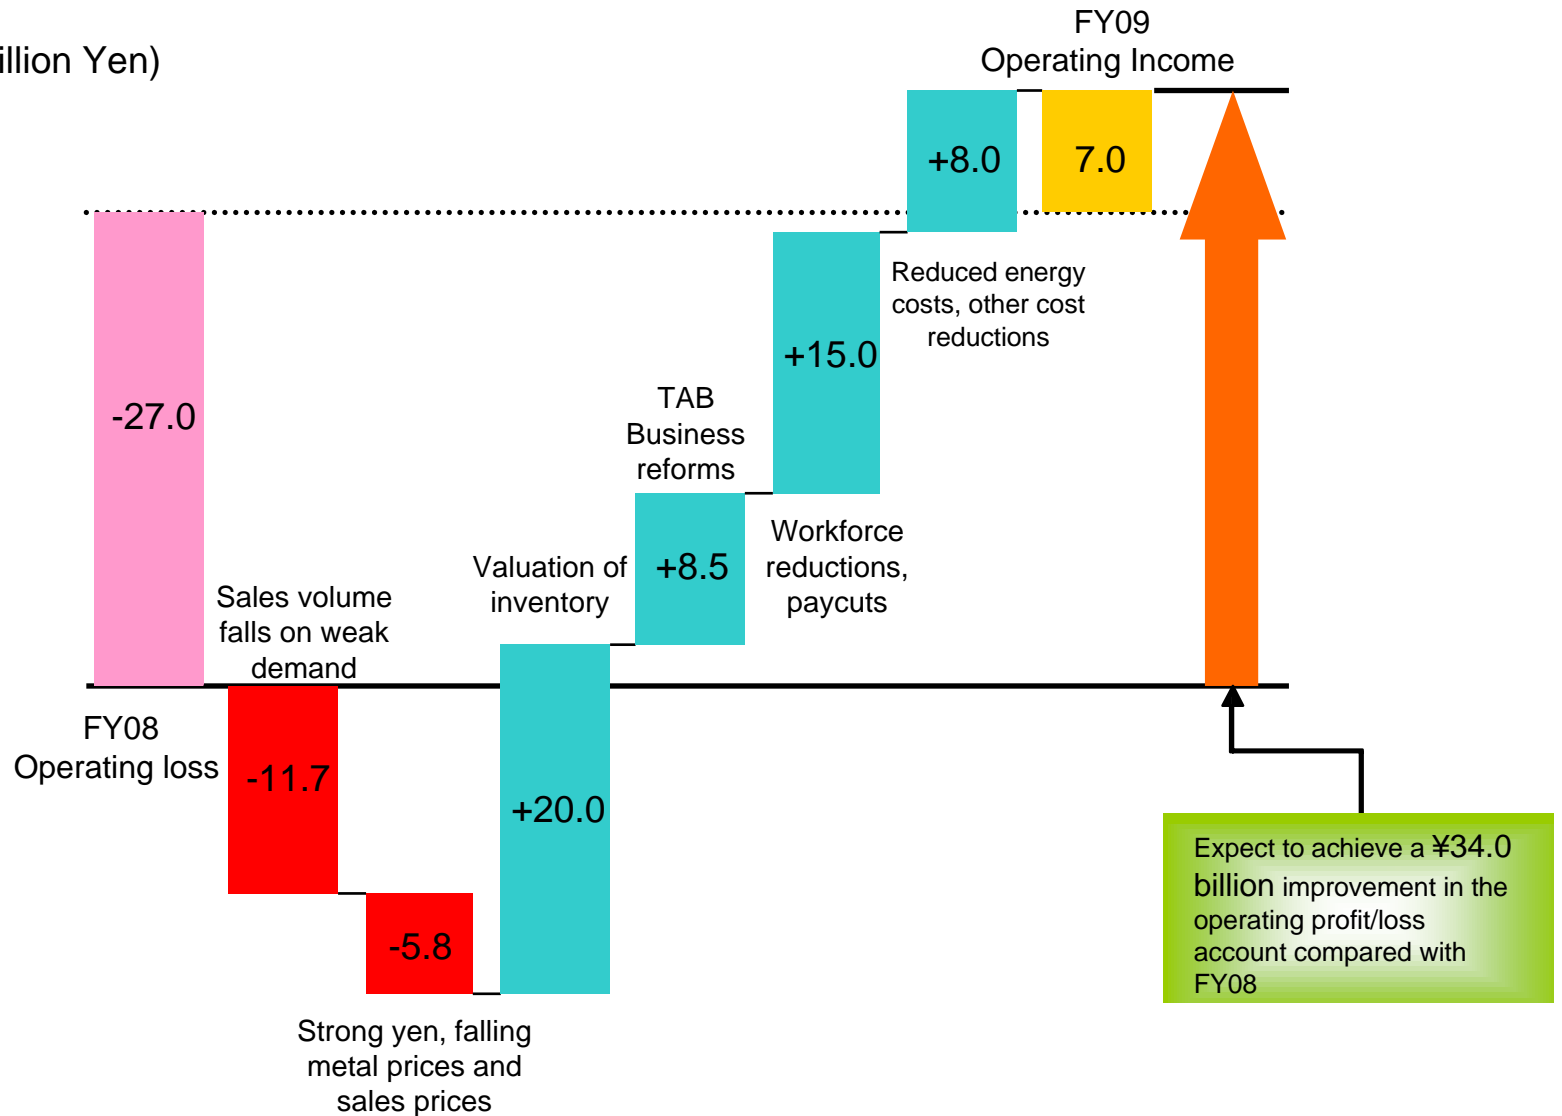 illion Yen)
FY09
Operating Income
+8.0
7.0
Reduced energy
costs, other cost
reductions
+15.0
-27.0
TAB
Business
reforms
+8.5
Workforce
reductions,
paycuts
Valuation of
inventory
Sales volume
falls on weak
demand
FY08
Operating loss
-11.7
+20.0
-5.8
Strong yen, falling
metal prices and
sales prices
Expect to achieve a ¥34.0
billion improvement in the
operating profit/loss
account compared with
FY08